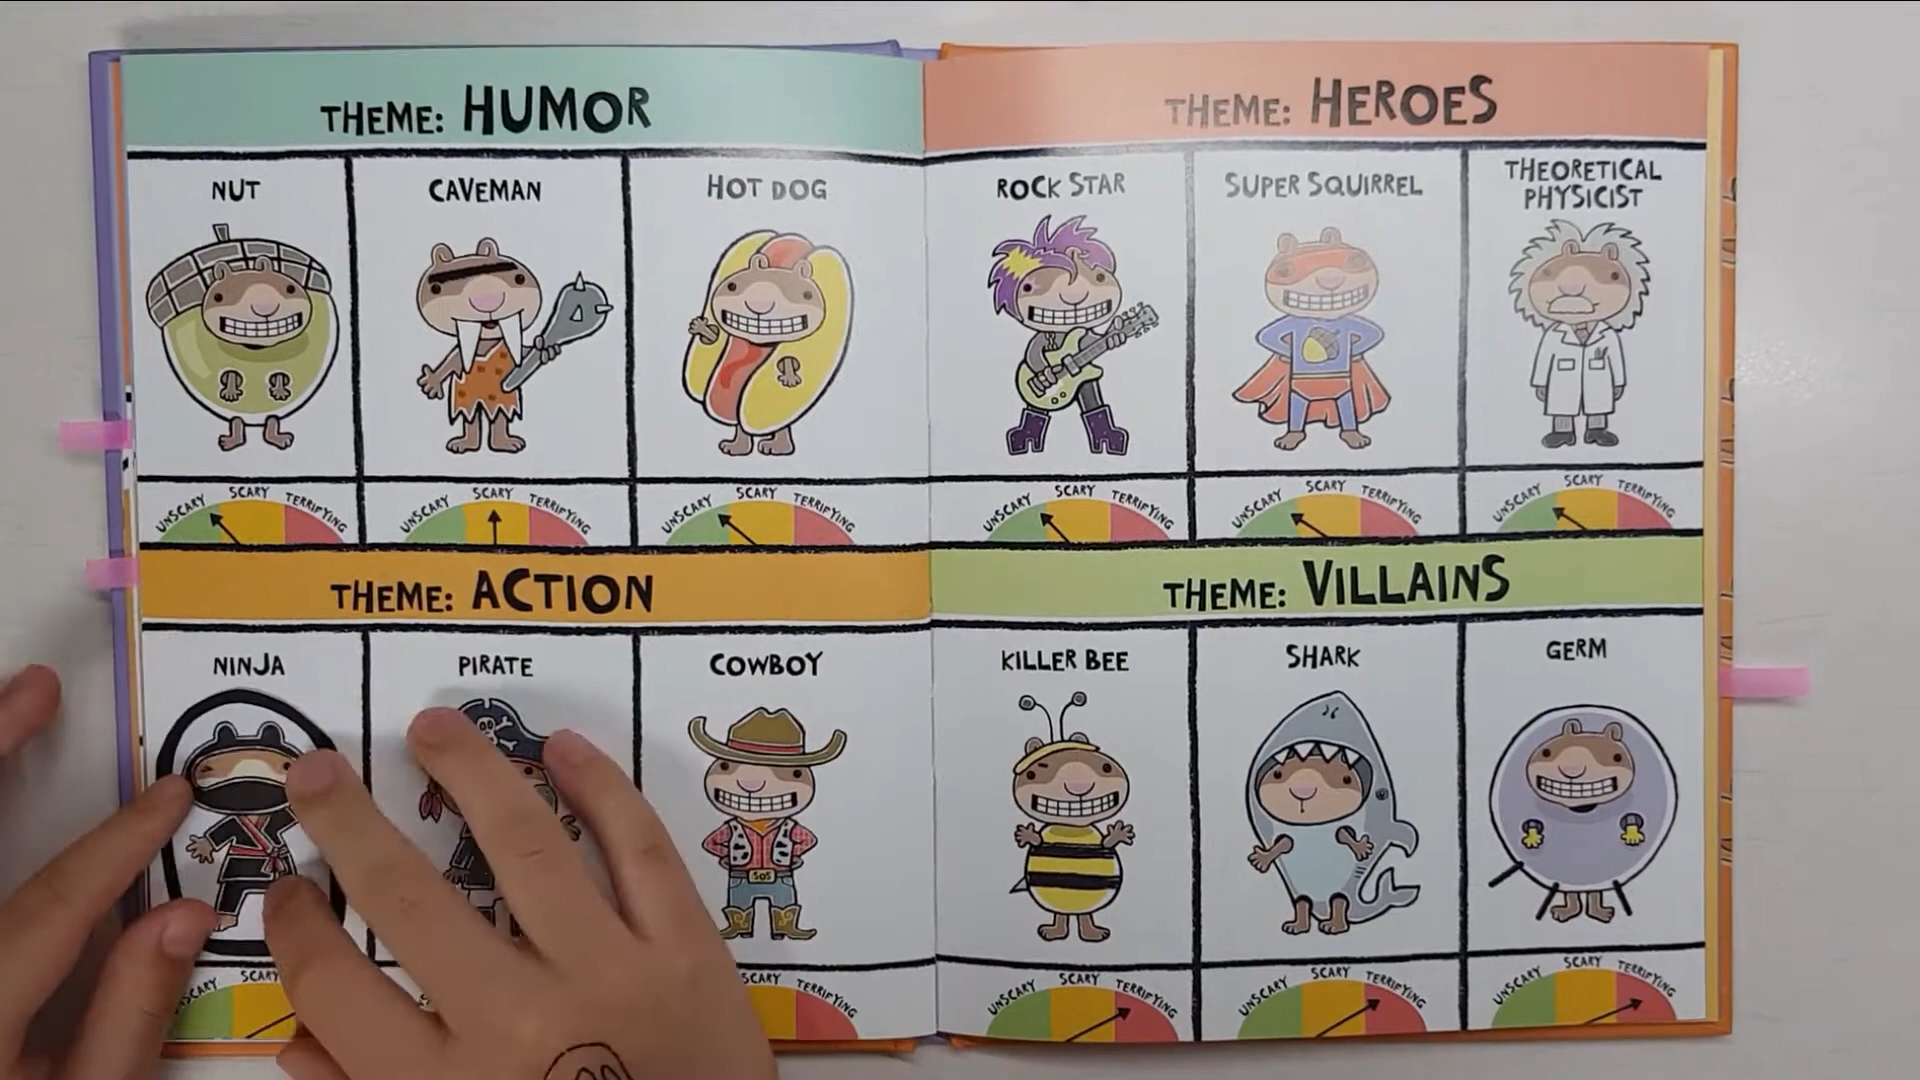 THEME: HUMOR
NUT
CAVEMAN
HOT DOG
UNSCARY SCARY TERRIFYING
UNSCARY SCARY TERRIFYING
UNSCARY SCARY TERRIFYING
THEME: ACTION
NINJA
PIRATE
COWBOY
SOS
SCARY
SCARY TERRIFYING
THEME: HEROES
ROCK STAR
SUPER SQUIRREL
THEORETICAL
PHYSICIST
UNSCARY SCARY TERRIFYING
UNSCARY SCARY TERRIFYING
UNSCARY SCARY TERRIFYING
THEME: VILLAINS
KILLER BEE
SHARK
GERM
UNSCARY SCARY TERRIFYING
UNSCARY SCARY TERRIFYING
UNSCARY SCARY TERRIFYING